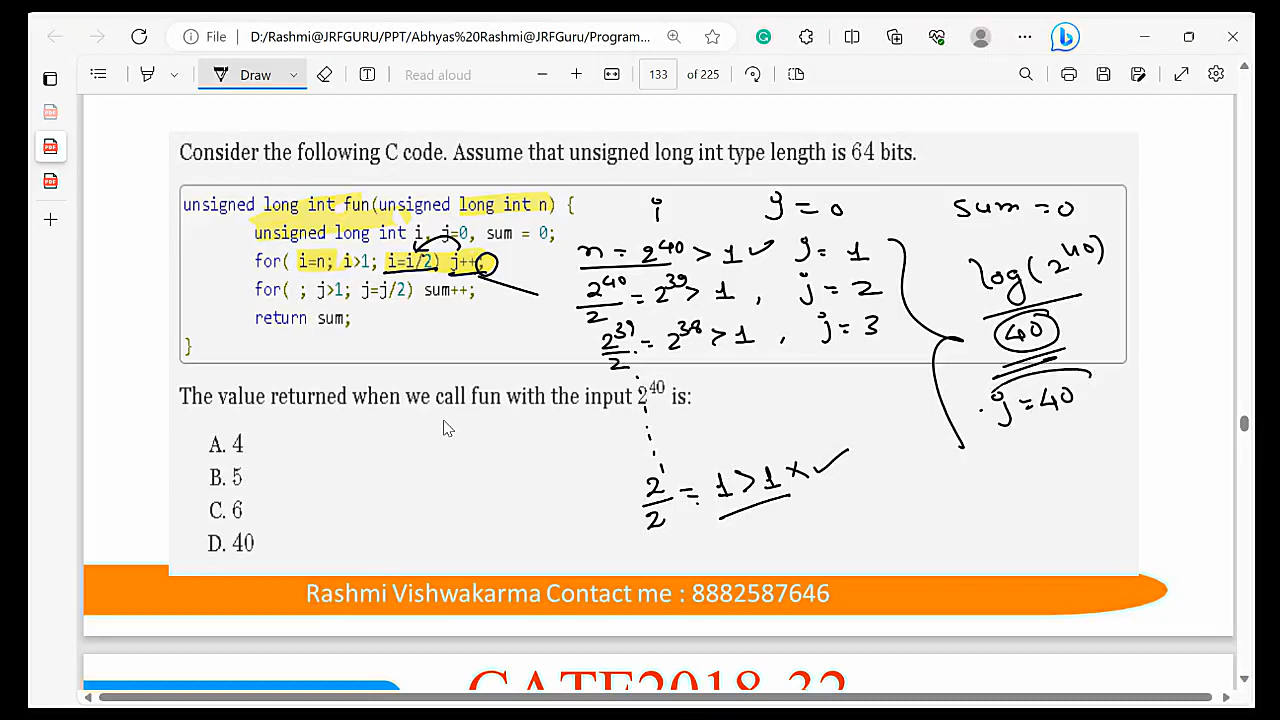 File D:/Rashmi@JRFGURU/PPT/Abhyas%20Rashmi@JRFGuru/Program...
Draw Read aloud 133 of 225
Consider the following C code. Assume that unsigned long int type length is 64 bits.
unsigned long int fun(unsigned long int n) {
unsigned long int i, j=0, sum = 0;
for( i=n; i>1; i=i/2) j++;
for( ; j>1; j=j/2) sum++;
return sum;
}
i j = 0 sum = 0
n = 2^40 > 1 ✓ j = 1
2^40/2 = 2^39 > 1 , j = 2
2^39/2 = 2^38 > 1 , j = 3
log(2^40)
40
j = 40
The value returned when we call fun with the input 2^40 is:
A. 4
B. 5
C. 6
D. 40
2/2 = 1 > 1 × ✓
Rashmi Vishwakarma Contact me : 8882587646
GATE2018-32